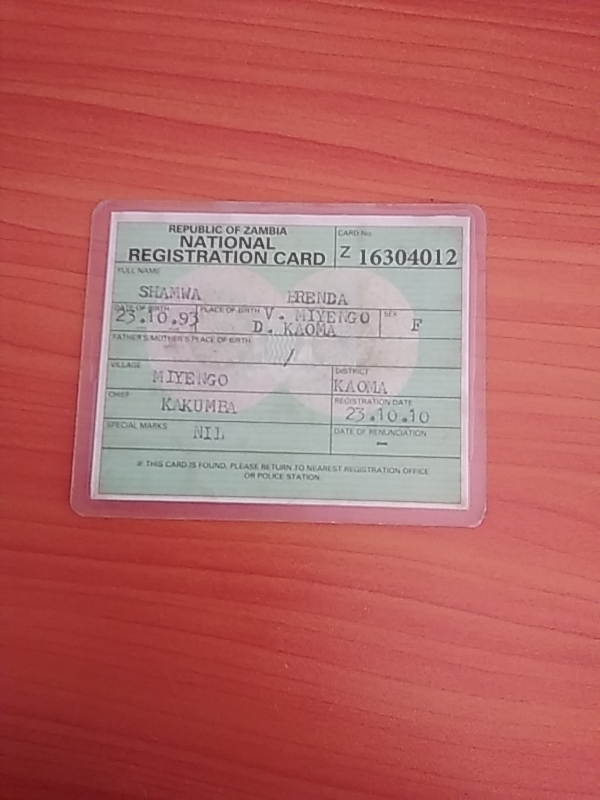 REPUBLIC OF ZAMBIA
NATIONAL
REGISTRATION CARD
CARD No.
Z 16304012
FULL NAME
SHAMWA BRENDA
DATE OF BIRTH
23.10.93
PLACE OF BIRTH
V. MIYENGO
D. KAOMA
SEX
F
FATHER'S/MOTHER'S PLACE OF BIRTH
/
VILLAGE
MIYENGO
DISTRICT
KAOMA
CHIEF
KAKUMBA
REGISTRATION DATE
23.10.10
SPECIAL MARKS
NIL
DATE OF RENUNCIATION
—
IF THIS CARD IS FOUND, PLEASE RETURN TO NEAREST REGISTRATION OFFICE
OR POLICE STATION.